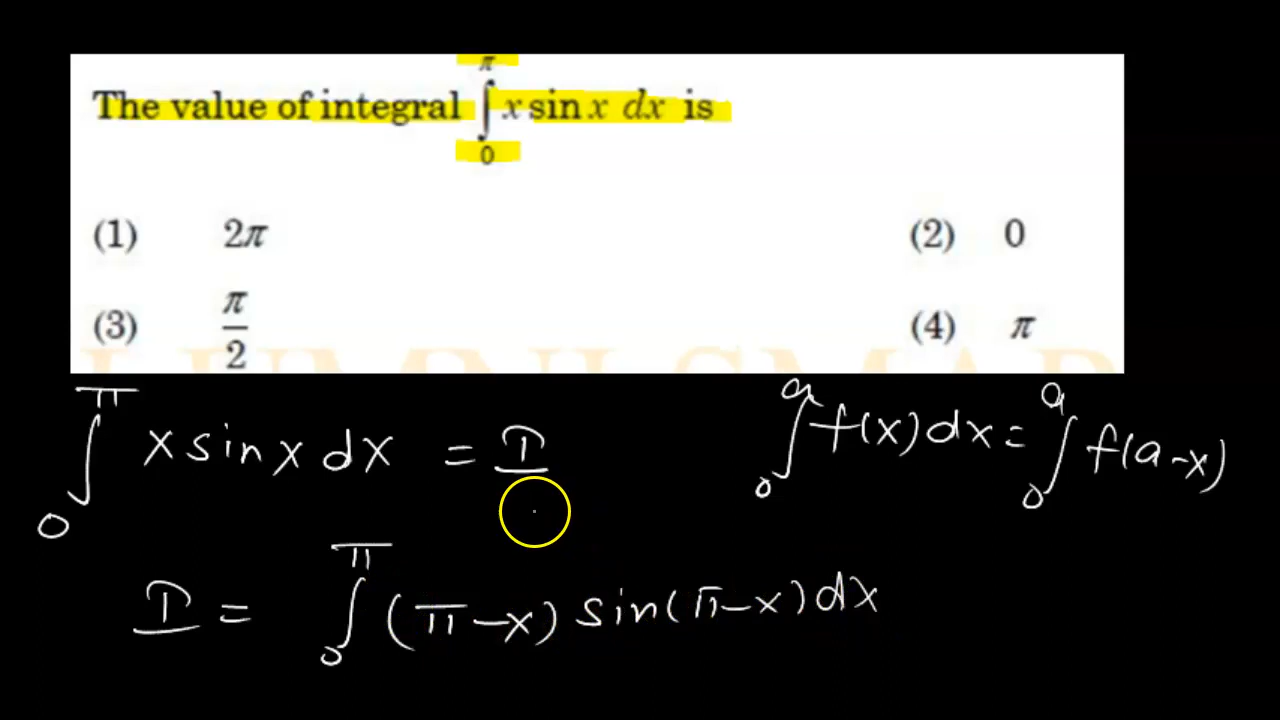 The value of integral ∫₀^π x sin x dx is
(1) 2π (2) 0
(3) π/2 (4) π
∫₀^π x sin x dx = I ∫₀^a f(x) dx = ∫₀^a f(a-x)
I = ∫₀^π (π-x) sin(π-x) dx